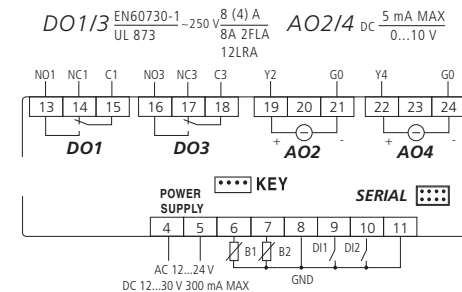 DO1/3 EN60730-1 ~250 V 8 (4) A AO2/4 DC 5 mA MAX
UL 873 8A 2FLA 0...10 V
12LRA
NO1 NC1 C1 NO3 NC3 C3 Y2 G0 Y4 G0
13 14 15 16 17 18 19 20 21 22 23 24
DO1 DO3 + - AO2 + - AO4
KEY
POWER SUPPLY SERIAL
4 5 6 7 8 9 10 11
B1 B2 DI1 DI2
AC 12...24 V GND
DC 12...30 V 300 mA MAX